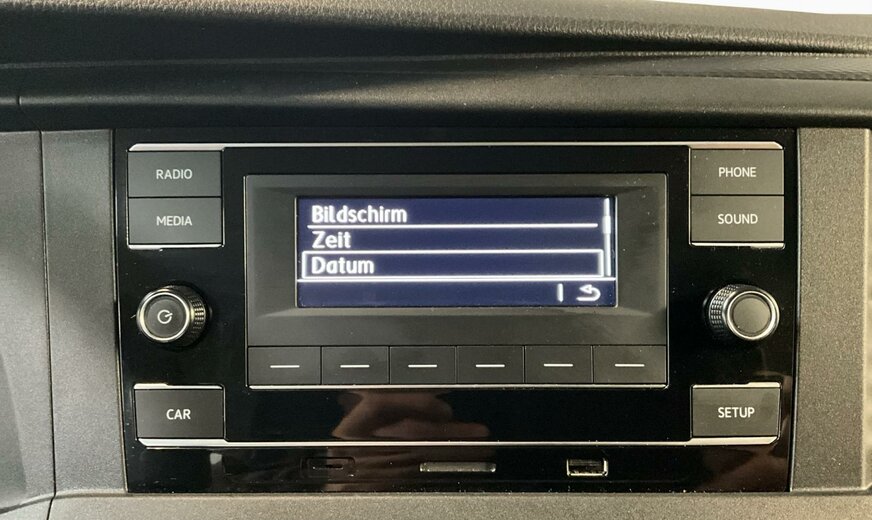 RADIO
MEDIA
PHONE
SOUND
Bildschirm
Zeit
Datum
CAR
SETUP